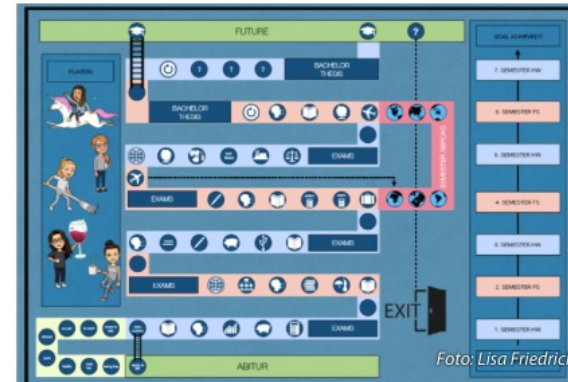 FUTURE
?
GOAL ACHIEVED!!
PLAYERS
? ? ?
BACHELOR
THESIS
7. SEMESTER HW
BACHELOR
THESIS
6. SEMESTER FS
SEMESTER ABROAD
EXAMS
5. SEMESTER HW
EXAMS
4. SEMESTER FS
EXAMS
3. SEMESTER HW
EXAMS
2. SEMESTER FS
EXIT
EXAMS
1. SEMESTER HW
ABITUR
Foto: Lisa Friedrich